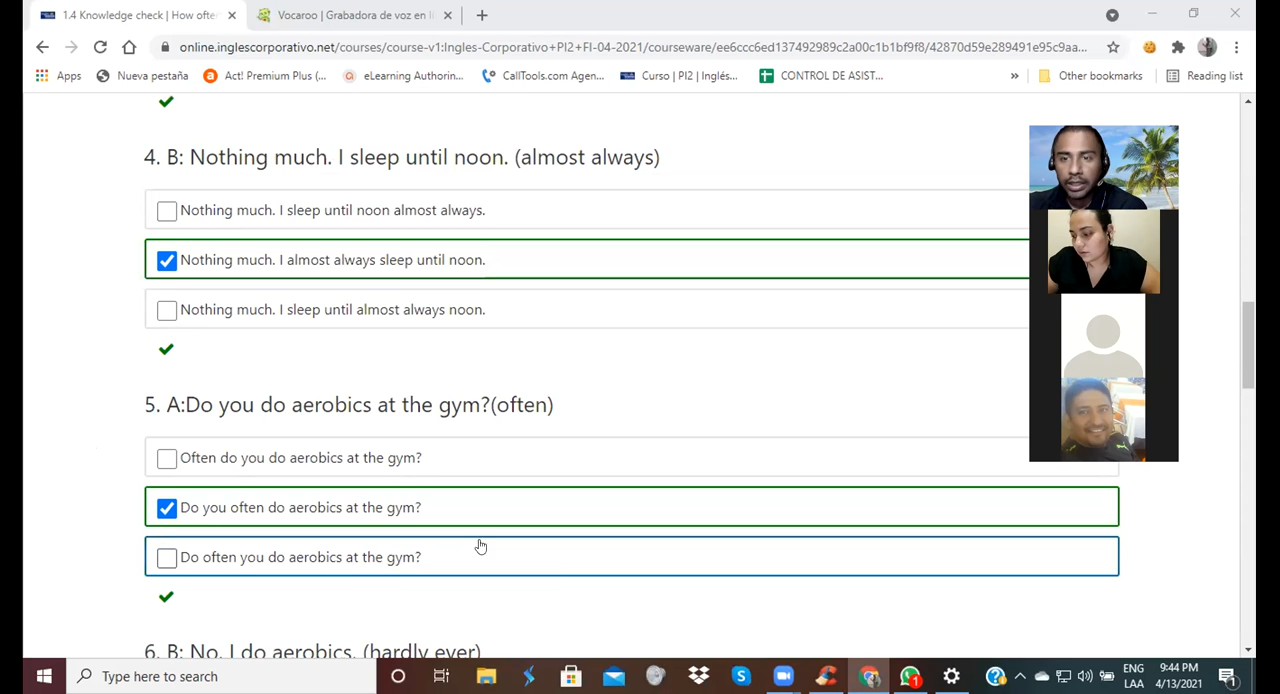 1.4 Knowledge check | How often
Vocaroo | Grabadora de voz en l
online.inglescorporativo.net/courses/course-v1:Ingles-Corporativo+PI2+FI-04-2021/courseware/ee6ccc6ed137492989c2a00c1b1bf9f8/42870d59e289491e95c9aa...
Apps
Nueva pestaña
Act! Premium Plus (...
eLearning Authorin...
CallTools.com Agen...
Curso | PI2 | Inglés...
CONTROL DE ASIST...
»
Other bookmarks
Reading list
4. B: Nothing much. I sleep until noon. (almost always)
Nothing much. I sleep until noon almost always.
Nothing much. I almost always sleep until noon.
Nothing much. I sleep until almost always noon.
5. A:Do you do aerobics at the gym?(often)
Often do you do aerobics at the gym?
Do you often do aerobics at the gym?
Do often you do aerobics at the gym?
6. B: No, I do aerobics. (hardly ever)
Type here to search
ENG
LAA
9:44 PM
4/13/2021